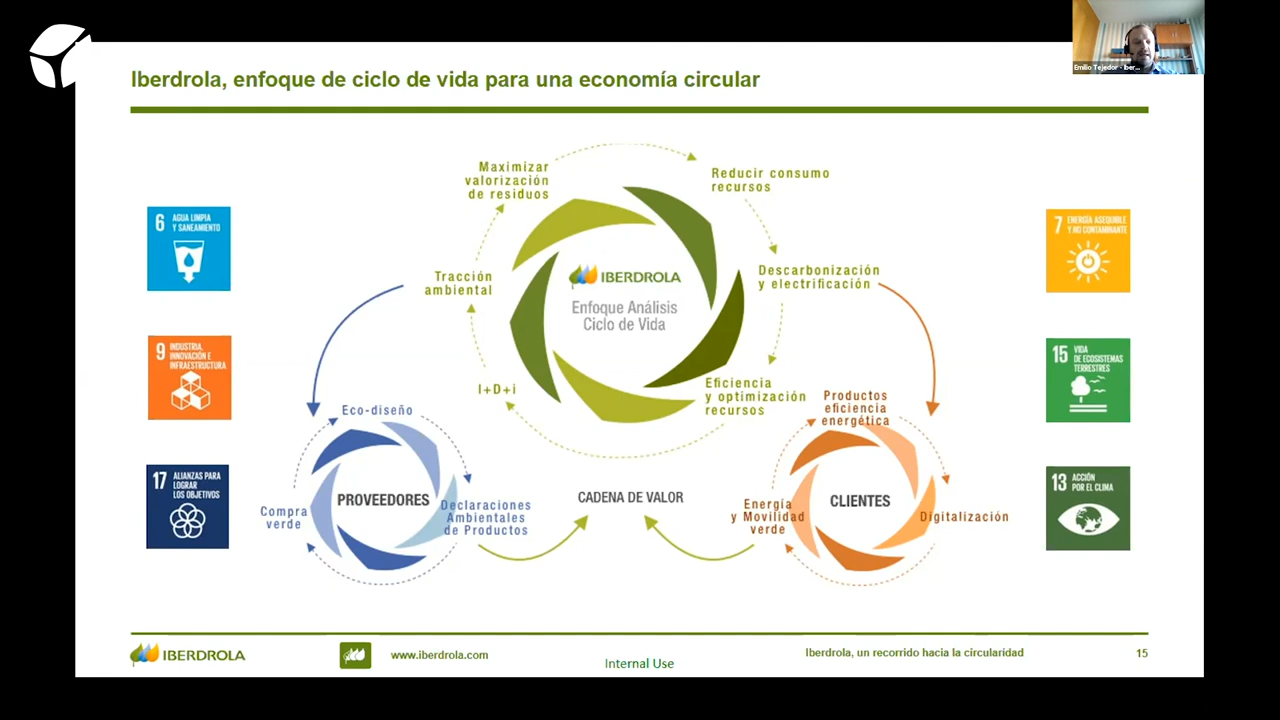 Emilio Tejedor - Iber...
Iberdrola, enfoque de ciclo de vida para una economía circular
Maximizar
valorización
de residuos
Reducir consumo
recursos
6 AGUA LIMPIA
Y SANEAMIENTO
7 ENERGÍA ASEQUIBLE
Y NO CONTAMINANTE
Tracción
ambiental
IBERDROLA
Enfoque Análisis
Ciclo de Vida
Descarbonización
y electrificación
9 INDUSTRIA,
INNOVACIÓN E
INFRAESTRUCTURA
15 VIDA
DE ECOSISTEMAS
TERRESTRES
I+D+i
Eficiencia
y optimización
recursos
Eco-diseño
Productos
eficiencia
energética
17 ALIANZAS PARA
LOGRAR
LOS OBJETIVOS
PROVEEDORES
CADENA DE VALOR
CLIENTES
13 ACCIÓN
POR EL CLIMA
Compra
verde
Declaraciones
Ambientales
de Productos
Energía
y Movilidad
verde
Digitalización
IBERDROLA
www.iberdrola.com
Internal Use
Iberdrola, un recorrido hacia la circularidad
15